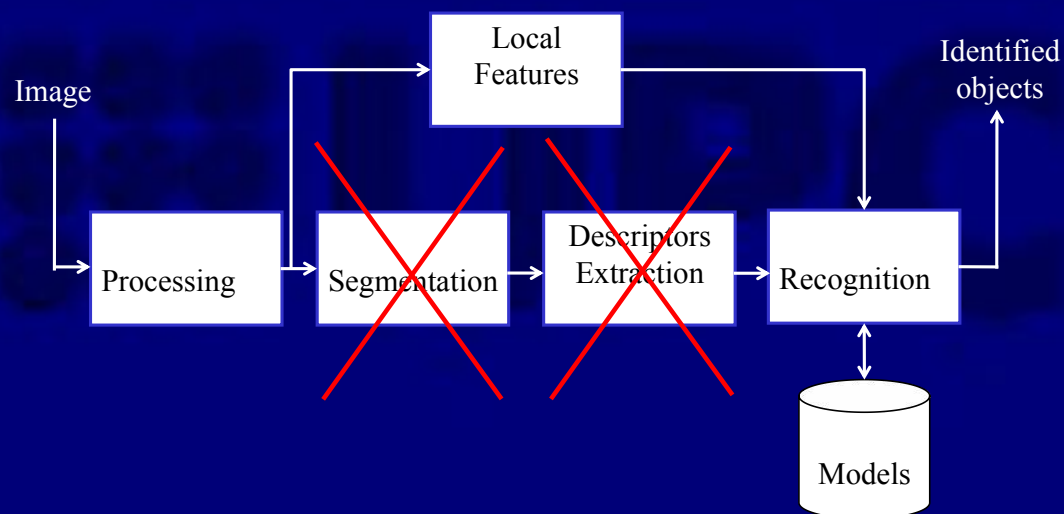 Local
Features
Identified
objects
Image
Processing
Segmentation
Descriptors
Extraction
Recognition
Models